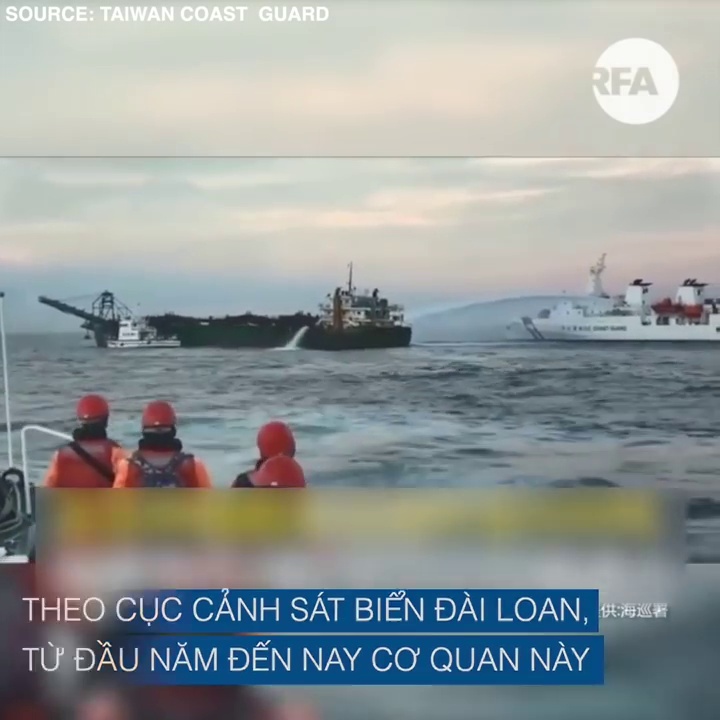 SOURCE: TAIWAN COAST GUARD
RFA
THEO CỤC CẢNH SÁT BIỂN ĐÀI LOAN,
供:海巡署
TỪ ĐẦU NĂM ĐẾN NAY CƠ QUAN NÀY